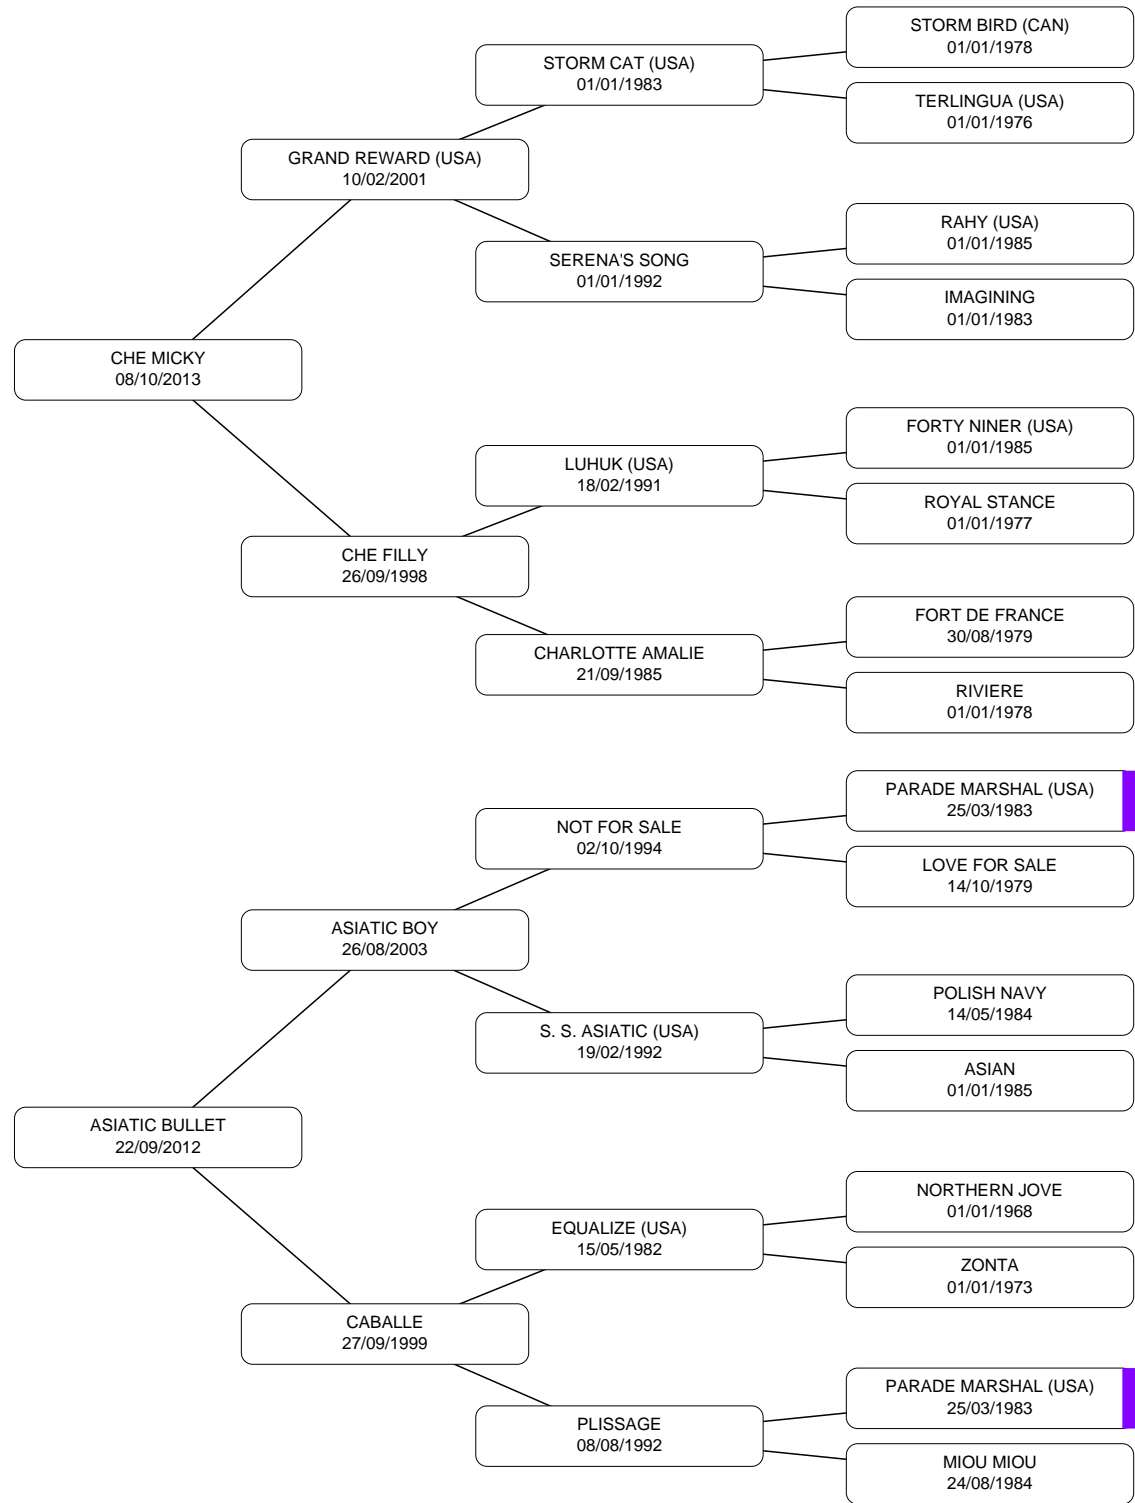 STORM BIRD (CAN)
01/01/1978
STORM CAT (USA)
01/01/1983
TERLINGUA (USA)
01/01/1976
GRAND REWARD (USA)
10/02/2001
RAHY (USA)
01/01/1985
SERENA'S SONG
01/01/1992
IMAGINING
01/01/1983
CHE MICKY
08/10/2013
FORTY NINER (USA)
01/01/1985
LUHUK (USA)
18/02/1991
ROYAL STANCE
01/01/1977
CHE FILLY
26/09/1998
FORT DE FRANCE
30/08/1979
CHARLOTTE AMALIE
21/09/1985
RIVIERE
01/01/1978
PARADE MARSHAL (USA)
25/03/1983
NOT FOR SALE
02/10/1994
LOVE FOR SALE
14/10/1979
ASIATIC BOY
26/08/2003
POLISH NAVY
14/05/1984
S. S. ASIATIC (USA)
19/02/1992
ASIAN
01/01/1985
ASIATIC BULLET
22/09/2012
NORTHERN JOVE
01/01/1968
EQUALIZE (USA)
15/05/1982
ZONTA
01/01/1973
CABALLE
27/09/1999
PARADE MARSHAL (USA)
25/03/1983
PLISSAGE
08/08/1992
MIOU MIOU
24/08/1984